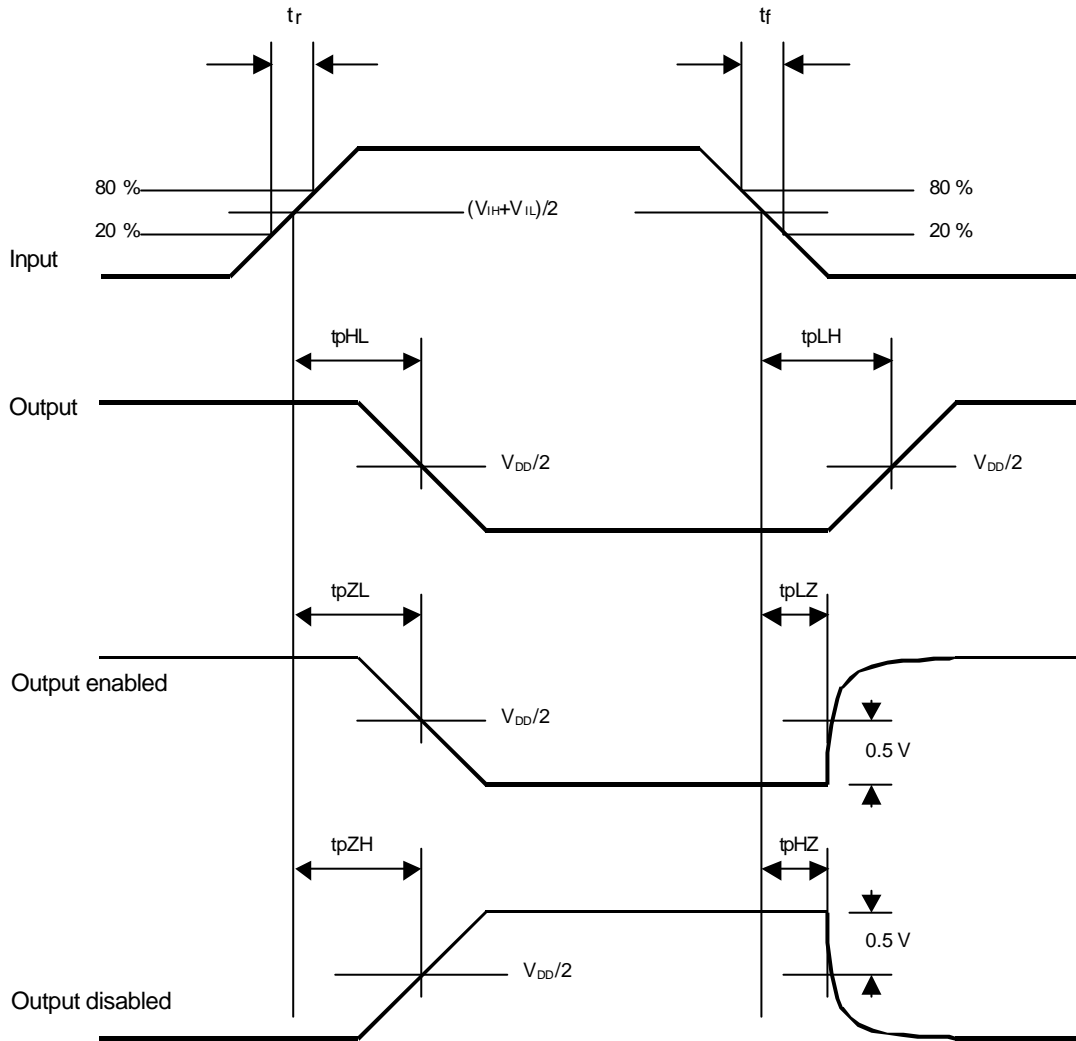 tr tf
80 % (VIH+VIL)/2 80 %
20 % 20 %
Input
tpHL tpLH
Output
VDD/2 VDD/2
tpZL tpLZ
Output enabled
VDD/2
0.5 V
tpZH tpHZ
0.5 V
VDD/2
Output disabled